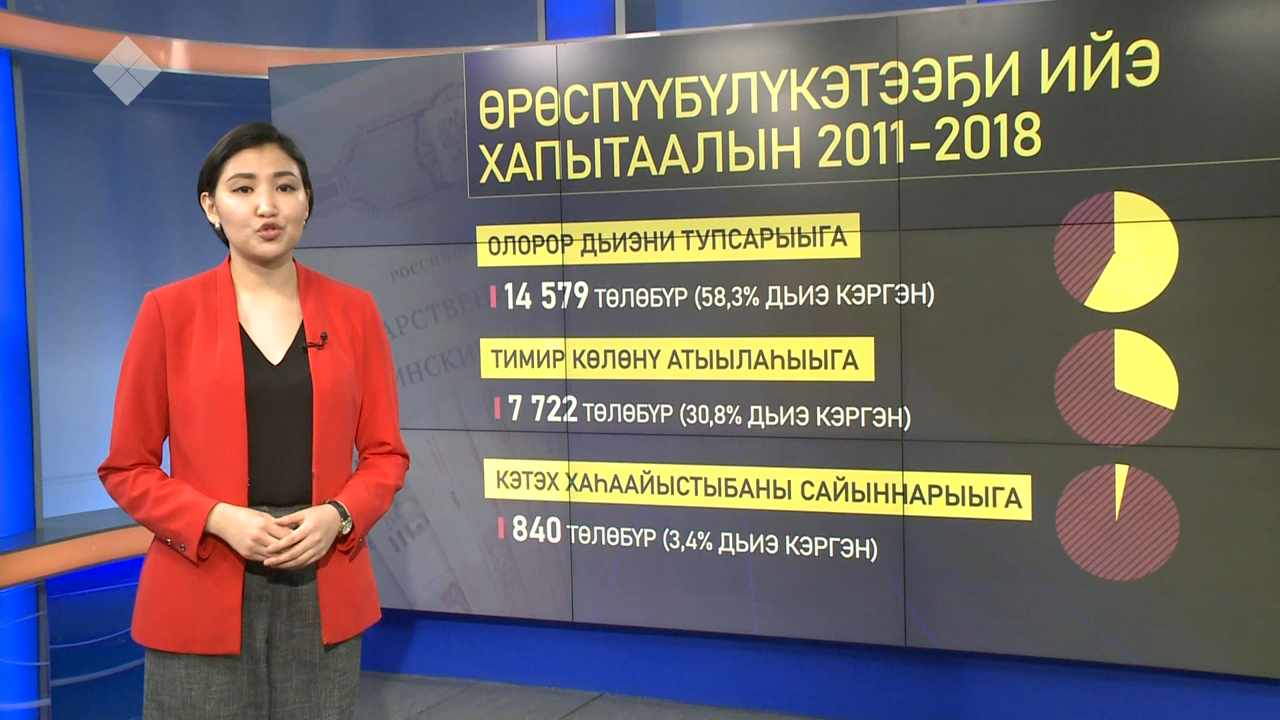 ӨРӨСПҮҮБҮЛҮКЭТЭЭҔИ ИЙЭ
ХАПЫТААЛЫН 2011-2018
ОЛОРОР ДЬИЭНИ ТУПСАРЫЫГА
14 579 ТӨЛӨБҮР (58,3% ДЬИЭ КЭРГЭН)
ТИМИР КӨЛӨНҮ АТЫЫЛАҺЫЫГА
7 722 ТӨЛӨБҮР (30,8% ДЬИЭ КЭРГЭН)
КЭТЭХ ХАҺААЙЫСТЫБАНЫ САЙЫННАРЫЫГА
840 ТӨЛӨБҮР (3,4% ДЬИЭ КЭРГЭН)